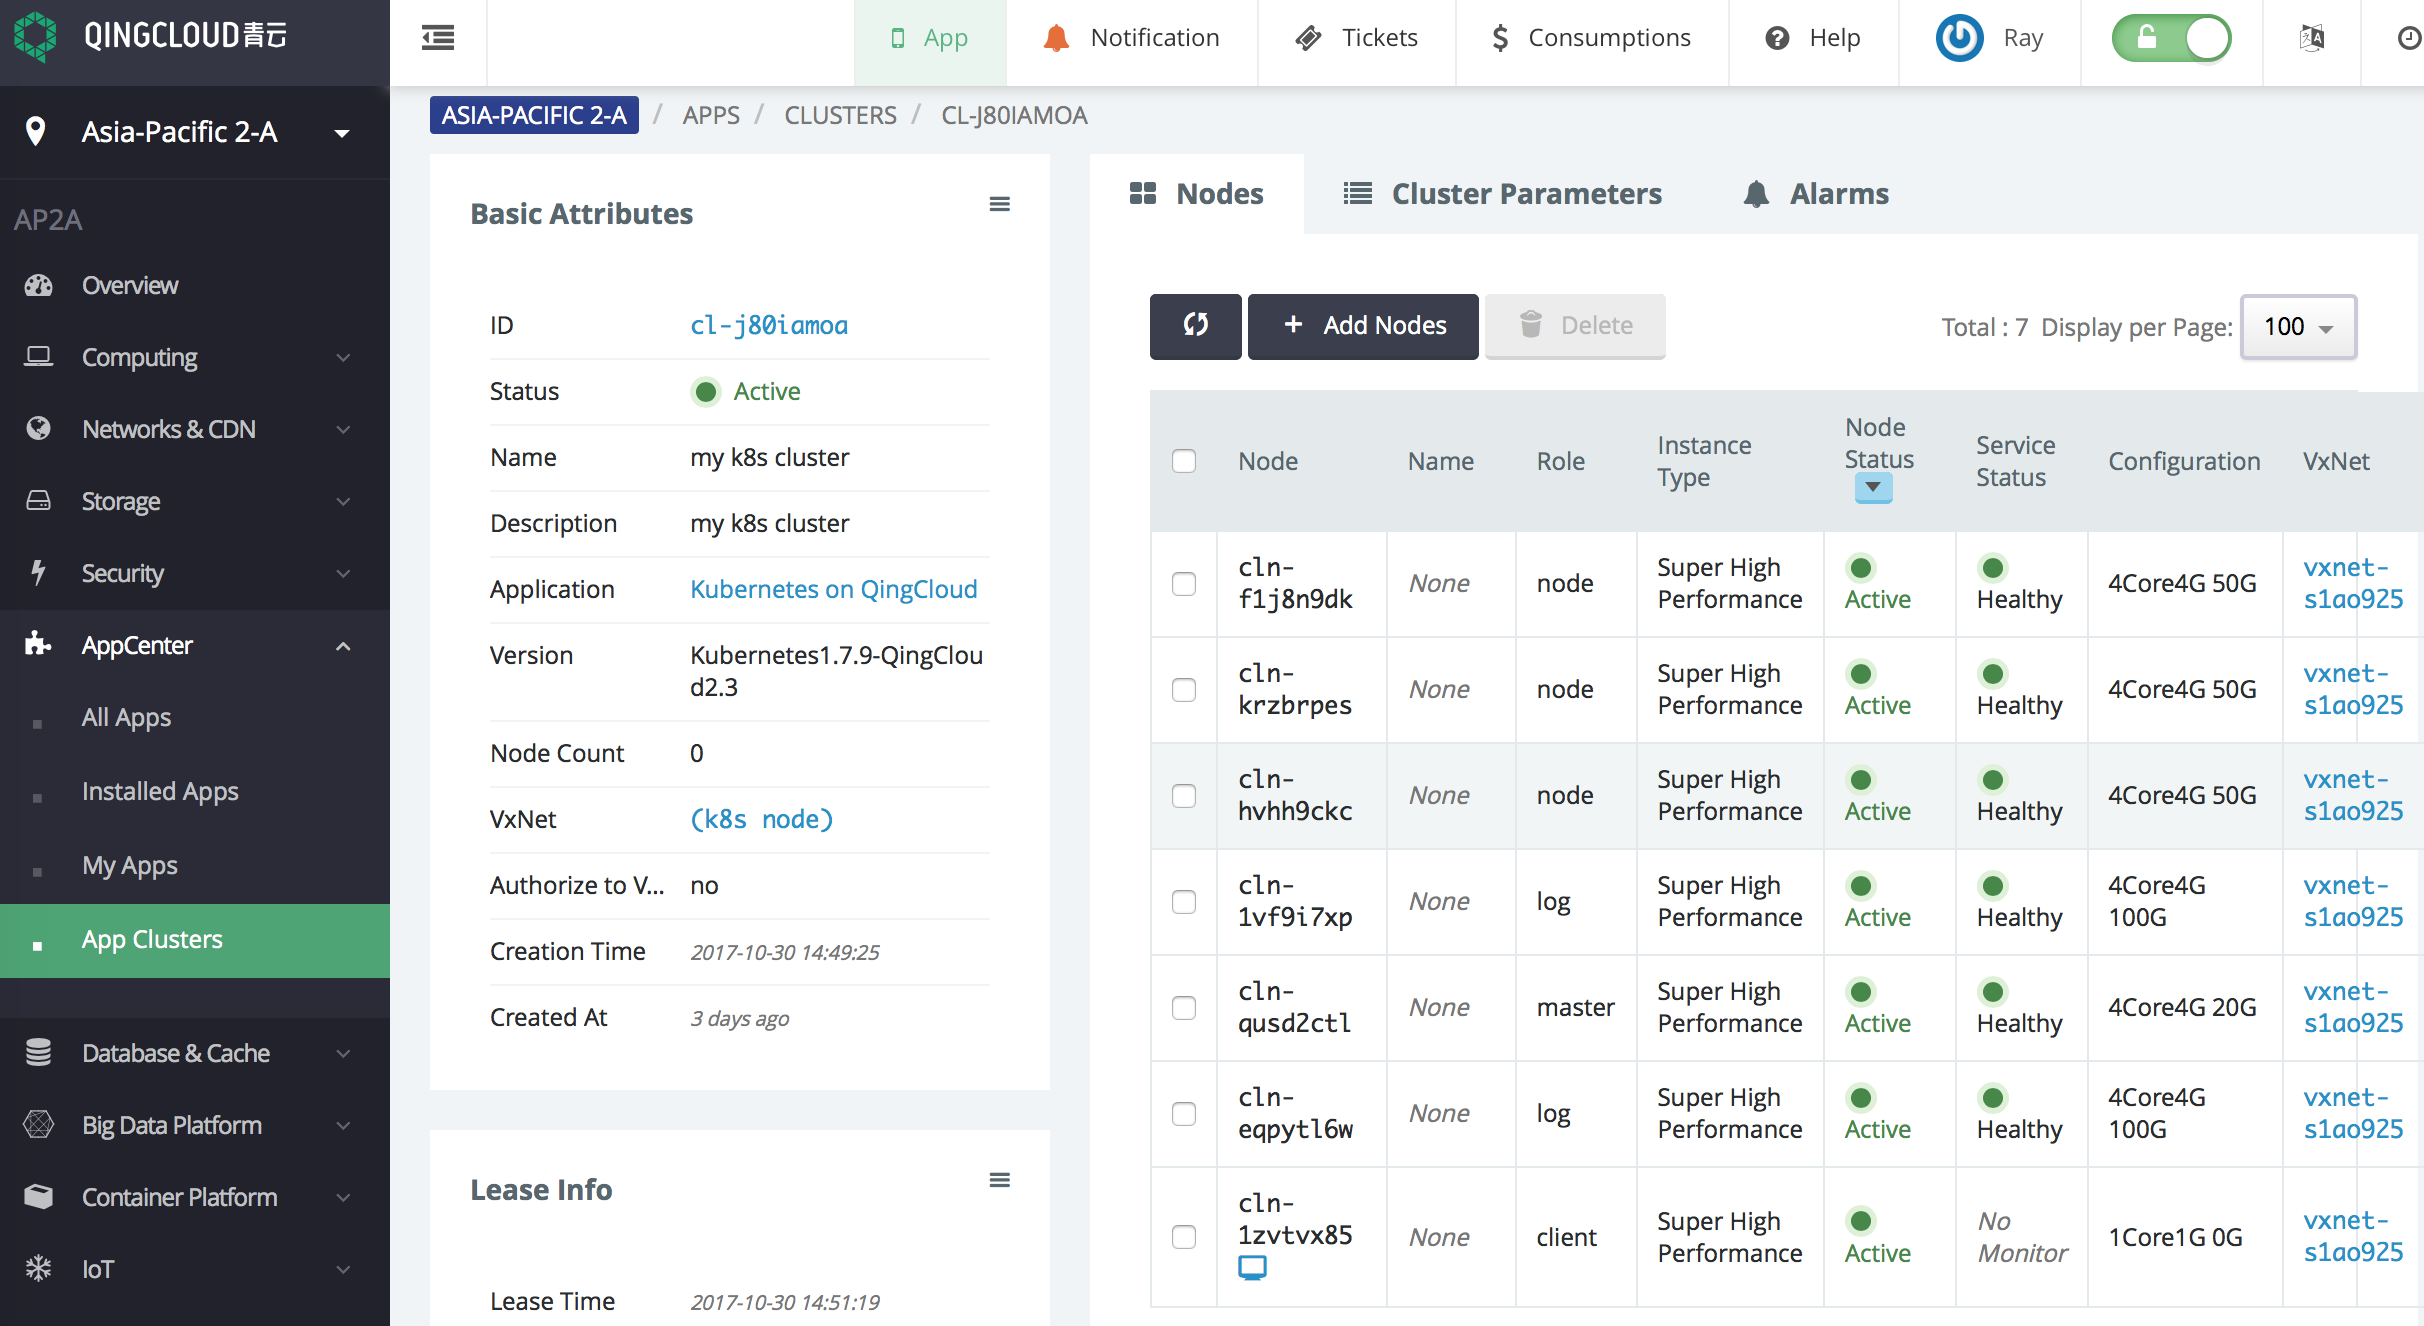 QINGCLOUD青云
App
Notification
Tickets
Consumptions
Help
Ray
Asia-Pacific 2-A
AP2A
Overview
Computing
Networks & CDN
Storage
Security
AppCenter
All Apps
Installed Apps
My Apps
App Clusters
Database & Cache
Big Data Platform
Container Platform
IoT
ASIA-PACIFIC 2-A / APPS / CLUSTERS / CL-J80IAMOA
Basic Attributes
ID cl-j80iamoa
Status Active
Name my k8s cluster
Description my k8s cluster
Application Kubernetes on QingCloud
Version Kubernetes1.7.9-QingClou
d2.3
Node Count 0
VxNet (k8s node)
Authorize to V... no
Creation Time 2017-10-30 14:49:25
Created At 3 days ago
Lease Info
Lease Time 2017-10-30 14:51:19
Nodes
Cluster Parameters
Alarms
+ Add Nodes
Delete
Total : 7 Display per Page: 100
Node Name Role Instance Type Node Status Service Status Configuration VxNet
cln-f1j8n9dk None node Super High Performance Active Healthy 4Core4G 50G vxnet-s1ao925
cln-krzbrpes None node Super High Performance Active Healthy 4Core4G 50G vxnet-s1ao925
cln-hvhh9ckc None node Super High Performance Active Healthy 4Core4G 50G vxnet-s1ao925
cln-1vf9i7xp None log Super High Performance Active Healthy 4Core4G 100G vxnet-s1ao925
cln-qusd2ctl None master Super High Performance Active Healthy 4Core4G 20G vxnet-s1ao925
cln-eqpytl6w None log Super High Performance Active Healthy 4Core4G 100G vxnet-s1ao925
cln-1zvtvx85 None client Super High Performance Active No Monitor 1Core1G 0G vxnet-s1ao925